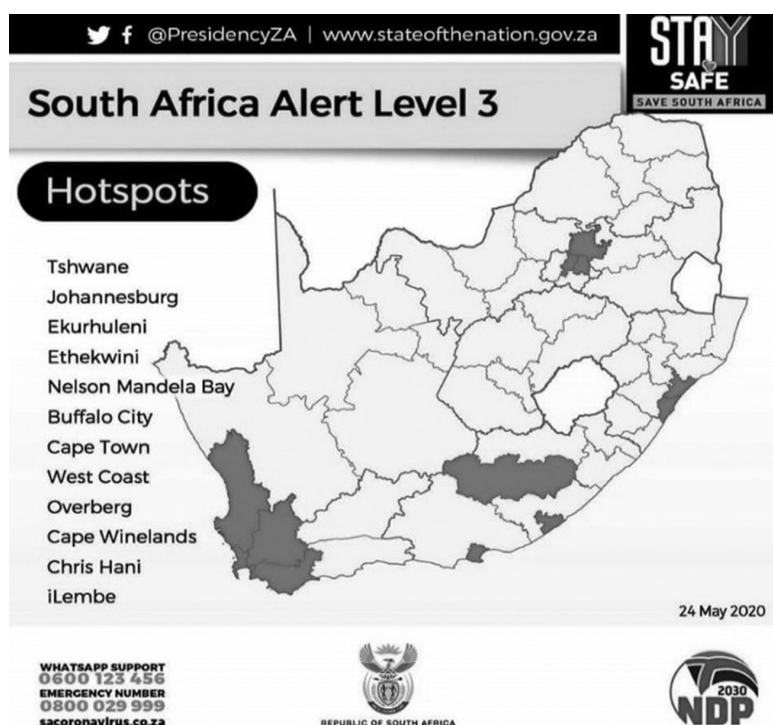 @PresidencyZA | www.stateofthenation.gov.za
STAY
SAFE
SAVE SOUTH AFRICA
South Africa Alert Level 3
Hotspots
Tshwane
Johannesburg
Ekurhuleni
Ethekwini
Nelson Mandela Bay
Buffalo City
Cape Town
West Coast
Overberg
Cape Winelands
Chris Hani
iLembe
24 May 2020
WHATSAPP SUPPORT
0600 123 456
EMERGENCY NUMBER
0800 029 999
sacoronavirus.co.za
REPUBLIC OF SOUTH AFRICA
2030
NDP